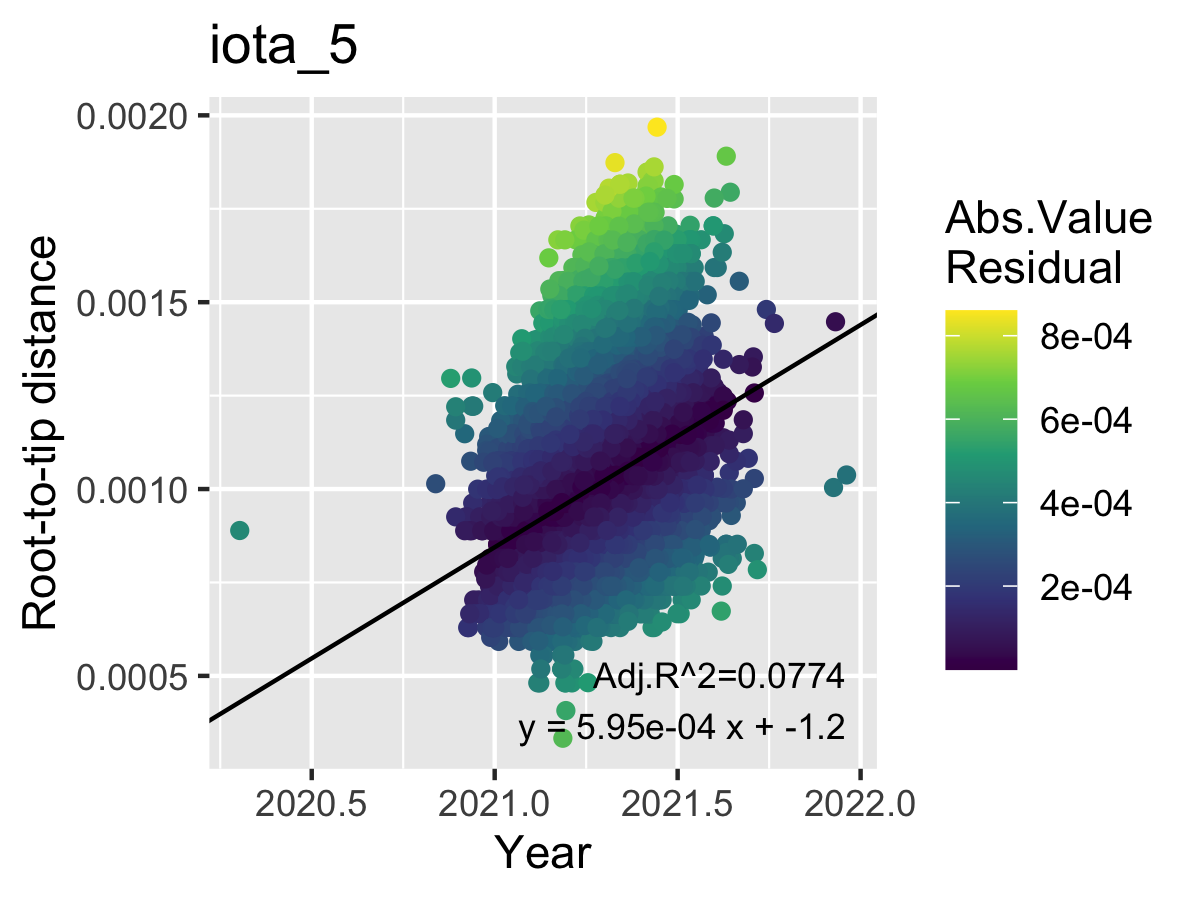 iota_5
0.0020
0.0015
0.0010
0.0005
Root-to-tip distance
Adj.R^2=0.0774
y = 5.95e-04 x + -1.2
2020.5
2021.0
2021.5
2022.0
Year
Abs.Value
Residual
8e-04
6e-04
4e-04
2e-04